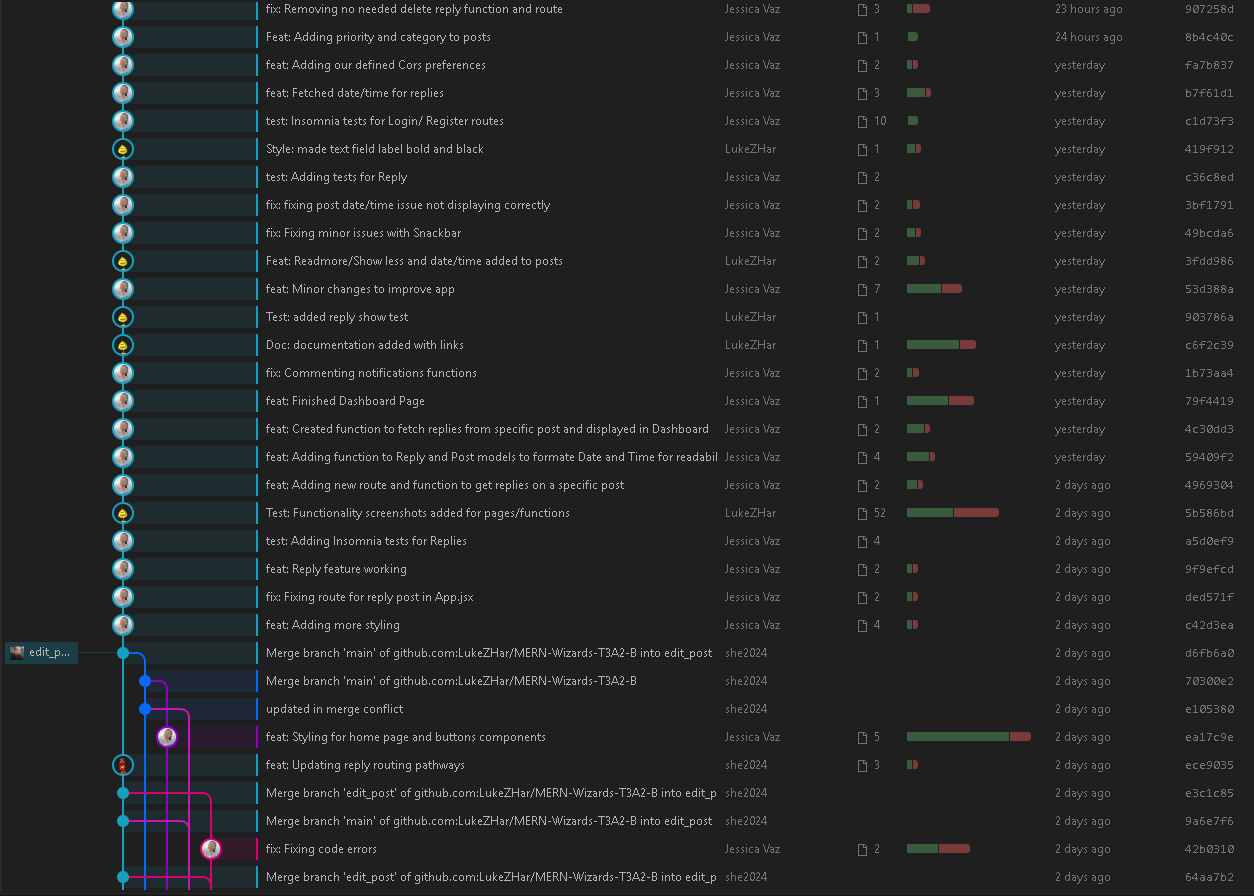 fix: Removing no needed delete reply function and route Jessica Vaz 3 23 hours ago 907258d
Feat: Adding priority and category to posts Jessica Vaz 1 24 hours ago 8b4c40c
feat: Adding our defined Cors preferences Jessica Vaz 2 yesterday fa7b837
feat: Fetched date/time for replies Jessica Vaz 3 yesterday b7f61d1
test: Insomnia tests for Login/ Register routes Jessica Vaz 10 yesterday c1d73f3
Style: made text field label bold and black LukeZHar 1 yesterday 419f912
test: Adding tests for Reply Jessica Vaz 2 yesterday c36c8ed
fix: fixing post date/time issue not displaying correctly Jessica Vaz 2 yesterday 3bf1791
fix: Fixing minor issues with Snackbar Jessica Vaz 2 yesterday 49bcda6
Feat: Readmore/Show less and date/time added to posts LukeZHar 2 yesterday 3fdd986
feat: Minor changes to improve app Jessica Vaz 7 yesterday 53d388a
Test: added reply show test LukeZHar 1 yesterday 903786a
Doc: documentation added with links LukeZHar 1 yesterday c6f2c39
fix: Commenting notifications functions Jessica Vaz 2 yesterday 1b73aa4
feat: Finished Dashboard Page Jessica Vaz 1 yesterday 79f4419
feat: Created function to fetch replies from specific post and displayed in Dashboard Jessica Vaz 2 yesterday 4c30dd3
feat: Adding function to Reply and Post models to formate Date and Time for readabil Jessica Vaz 4 yesterday 59409f2
feat: Adding new route and function to get replies on a specific post Jessica Vaz 2 2 days ago 4969304
Test: Functionality screenshots added for pages/functions LukeZHar 52 2 days ago 5b586bd
test: Adding Insomnia tests for Replies Jessica Vaz 4 2 days ago a5d0ef9
feat: Reply feature working Jessica Vaz 2 2 days ago 9f9efcd
fix: Fixing route for reply post in App.jsx Jessica Vaz 2 2 days ago ded571f
feat: Adding more styling Jessica Vaz 4 2 days ago c42d3ea
edit_p... Merge branch 'main' of github.com:LukeZHar/MERN-Wizards-T3A2-B into edit_post she2024 2 days ago d6fb6a0
Merge branch 'main' of github.com:LukeZHar/MERN-Wizards-T3A2-B she2024 2 days ago 70300e2
updated in merge conflict she2024 2 days ago e105380
feat: Styling for home page and buttons components Jessica Vaz 5 2 days ago ea17c9e
feat: Updating reply routing pathways she2024 3 2 days ago ece9035
Merge branch 'edit_post' of github.com:LukeZHar/MERN-Wizards-T3A2-B into edit_p she2024 2 days ago e3c1c85
Merge branch 'main' of github.com:LukeZHar/MERN-Wizards-T3A2-B into edit_post she2024 2 days ago 9a6e7f6
fix: Fixing code errors Jessica Vaz 2 2 days ago 42b0310
Merge branch 'edit_post' of github.com:LukeZHar/MERN-Wizards-T3A2-B into edit_p she2024 2 days ago 64aa7b2